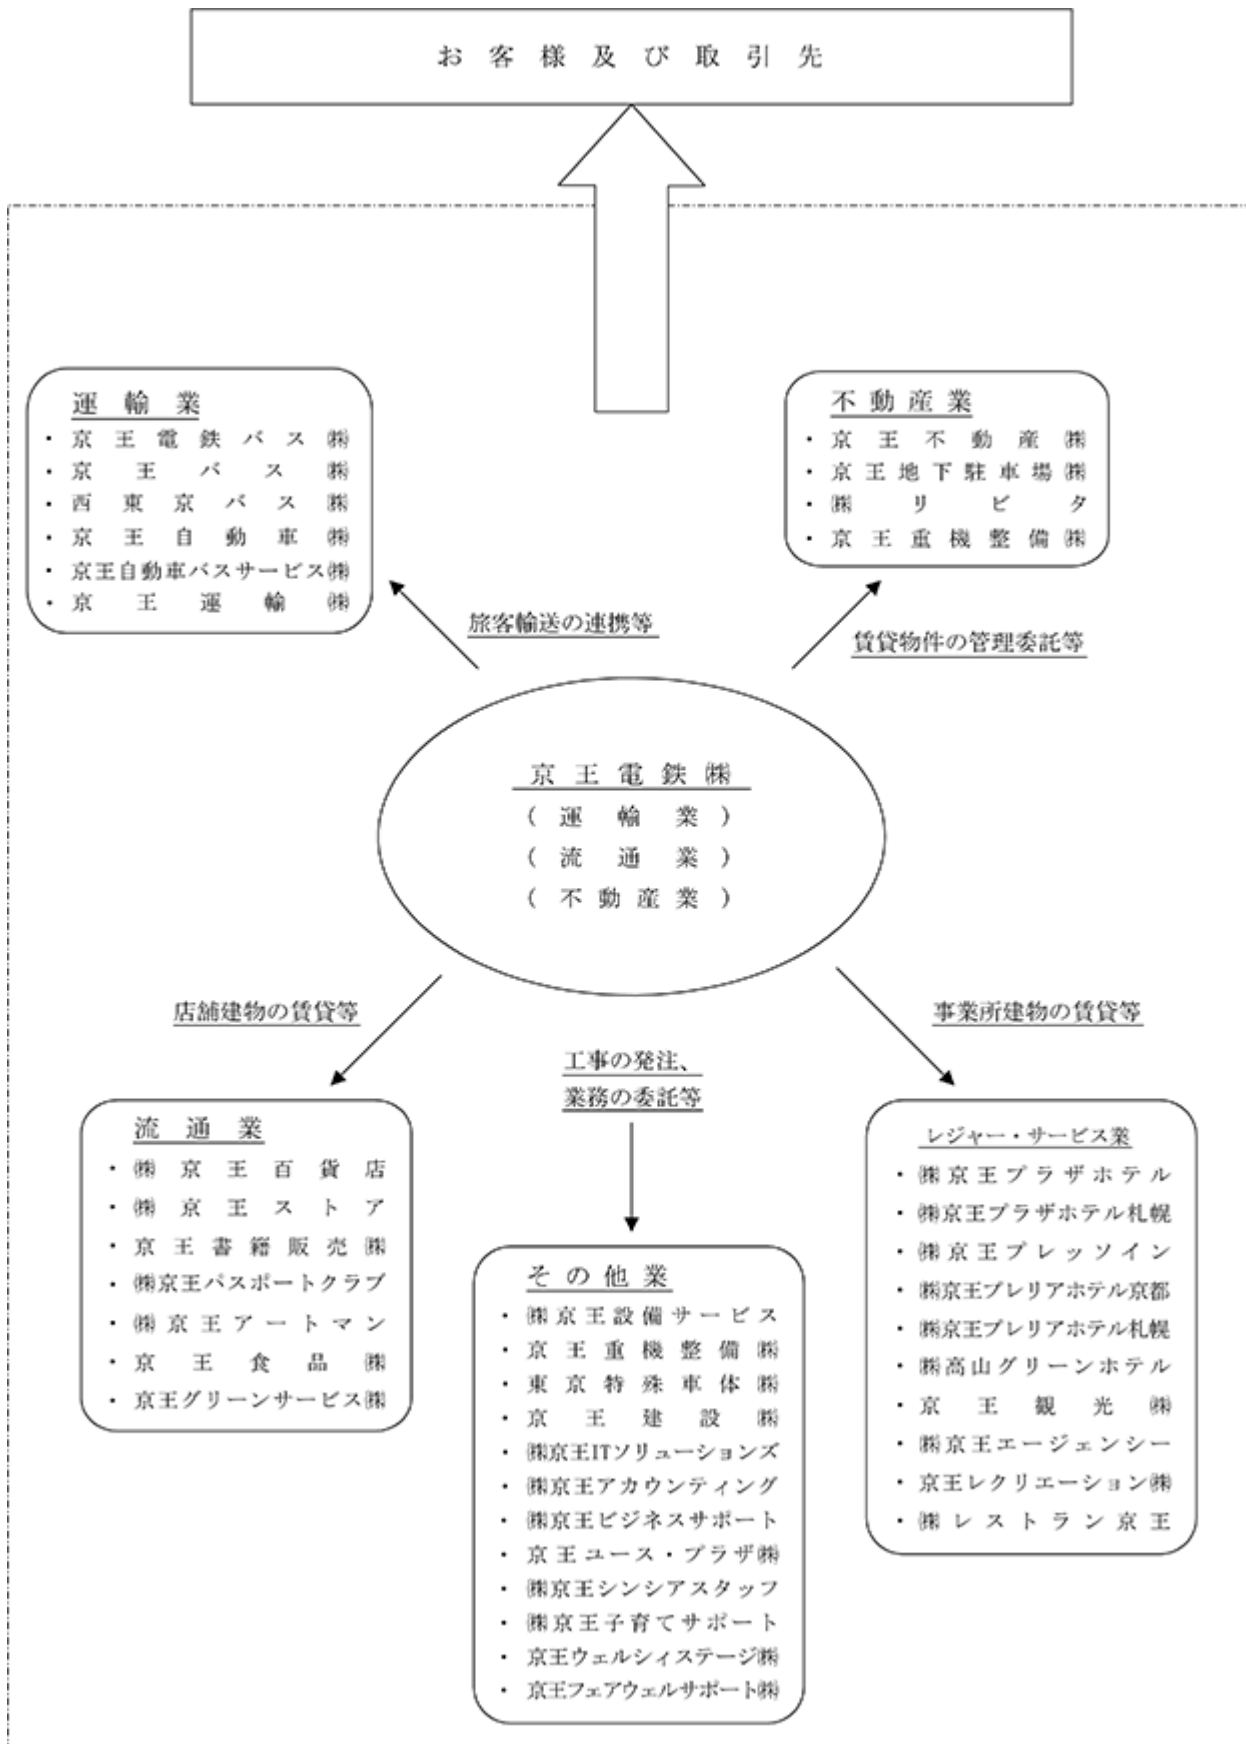 お客様及び取引先
運輸業
・京王電鉄バス㈱
・京王バス㈱
・西東京バス㈱
・京王自動車㈱
・京王自動車バスサービス㈱
・京王運輸㈱
不動産業
・京王不動産㈱
・京王地下駐車場㈱
・㈱リビタ
・京王重機整備㈱
旅客輸送の連携等
賃貸物件の管理委託等
京王電鉄㈱
(運輸業)
(流通業)
(不動産業)
店舗建物の賃貸等
事業所建物の賃貸等
工事の発注、
業務の委託等
流通業
・㈱京王百貨店
・㈱京王ストア
・京王書籍販売㈱
・㈱京王パスポートクラブ
・㈱京王アートマン
・京王食品㈱
・京王グリーンサービス㈱
その他業
・㈱京王設備サービス
・京王重機整備㈱
・東京特殊車体㈱
・京王建設㈱
・㈱京王ITソリューションズ
・㈱京王アカウンティング
・㈱京王ビジネスサポート
・京王ユース・プラザ㈱
・㈱京王シンシアスタッフ
・㈱京王子育てサポート
・京王ウェルシィステージ㈱
・京王フェアウェルサポート㈱
レジャー・サービス業
・㈱京王プラザホテル
・㈱京王プラザホテル札幌
・㈱京王プレッソイン
・㈱京王プレリアホテル京都
・㈱京王プレリアホテル札幌
・㈱高山グリーンホテル
・京王観光㈱
・㈱京王エージェンシー
・京王レクリエーション㈱
・㈱レストラン京王